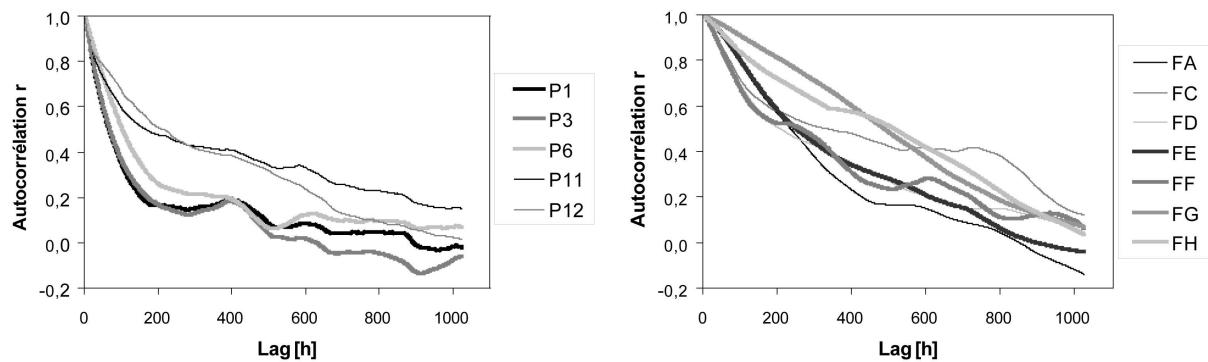 Autocorrélation r
1,0
0,8
0,6
0,4
0,2
0,0
-0,2
0 200 400 600 800 1000
Lag [h]
P1
P3
P6
P11
P12
Autocorrélation r
1,0
0,8
0,6
0,4
0,2
0,0
-0,2
0 200 400 600 800 1000
Lag [h]
FA
FC
FD
FE
FF
FG
FH